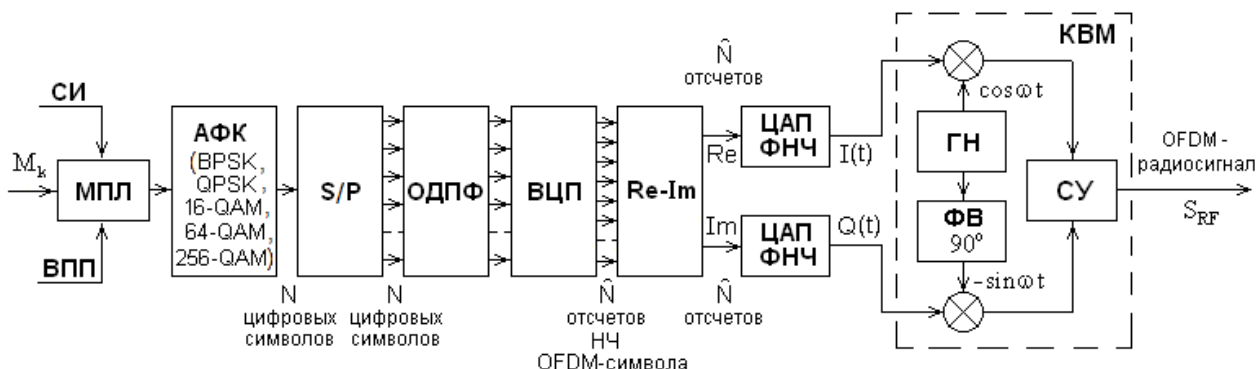 СИ
M_k
МПЛ
ВПП
АФК
(BPSK,
QPSK,
16-QAM,
64-QAM,
256-QAM)
N
цифровых
символов
S/P
N
цифровых
символов
ОДПФ
ВЦП
N̂
отсчетов
НЧ
OFDM-символа
Re-Im
N̂
отсчетов
Re
ЦАП
ФНЧ
I(t)
Im
ЦАП
ФНЧ
Q(t)
N̂
отсчетов
КВМ
cosωt
ГН
ФВ
90°
-sinωt
СУ
OFDM -
радиосигнал
S_RF